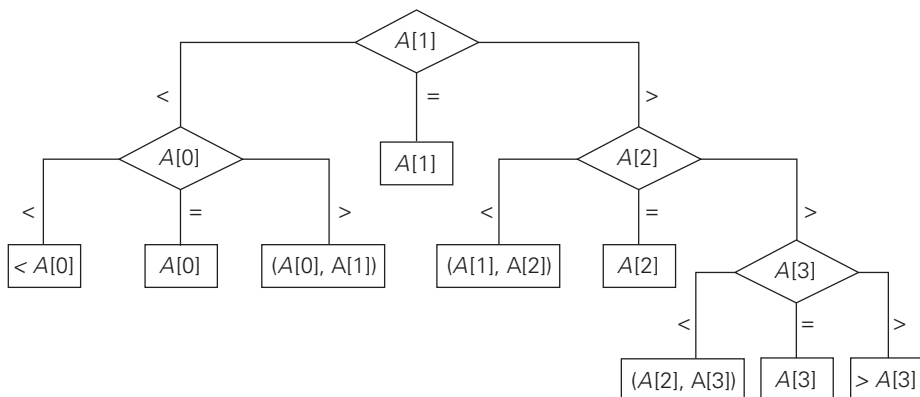 A[1]
< = >
A[0] A[1] A[2]
< = > < = >
< A[0] A[0] (A[0], A[1]) (A[1], A[2]) A[2] A[3]
< = >
(A[2], A[3]) A[3] > A[3]